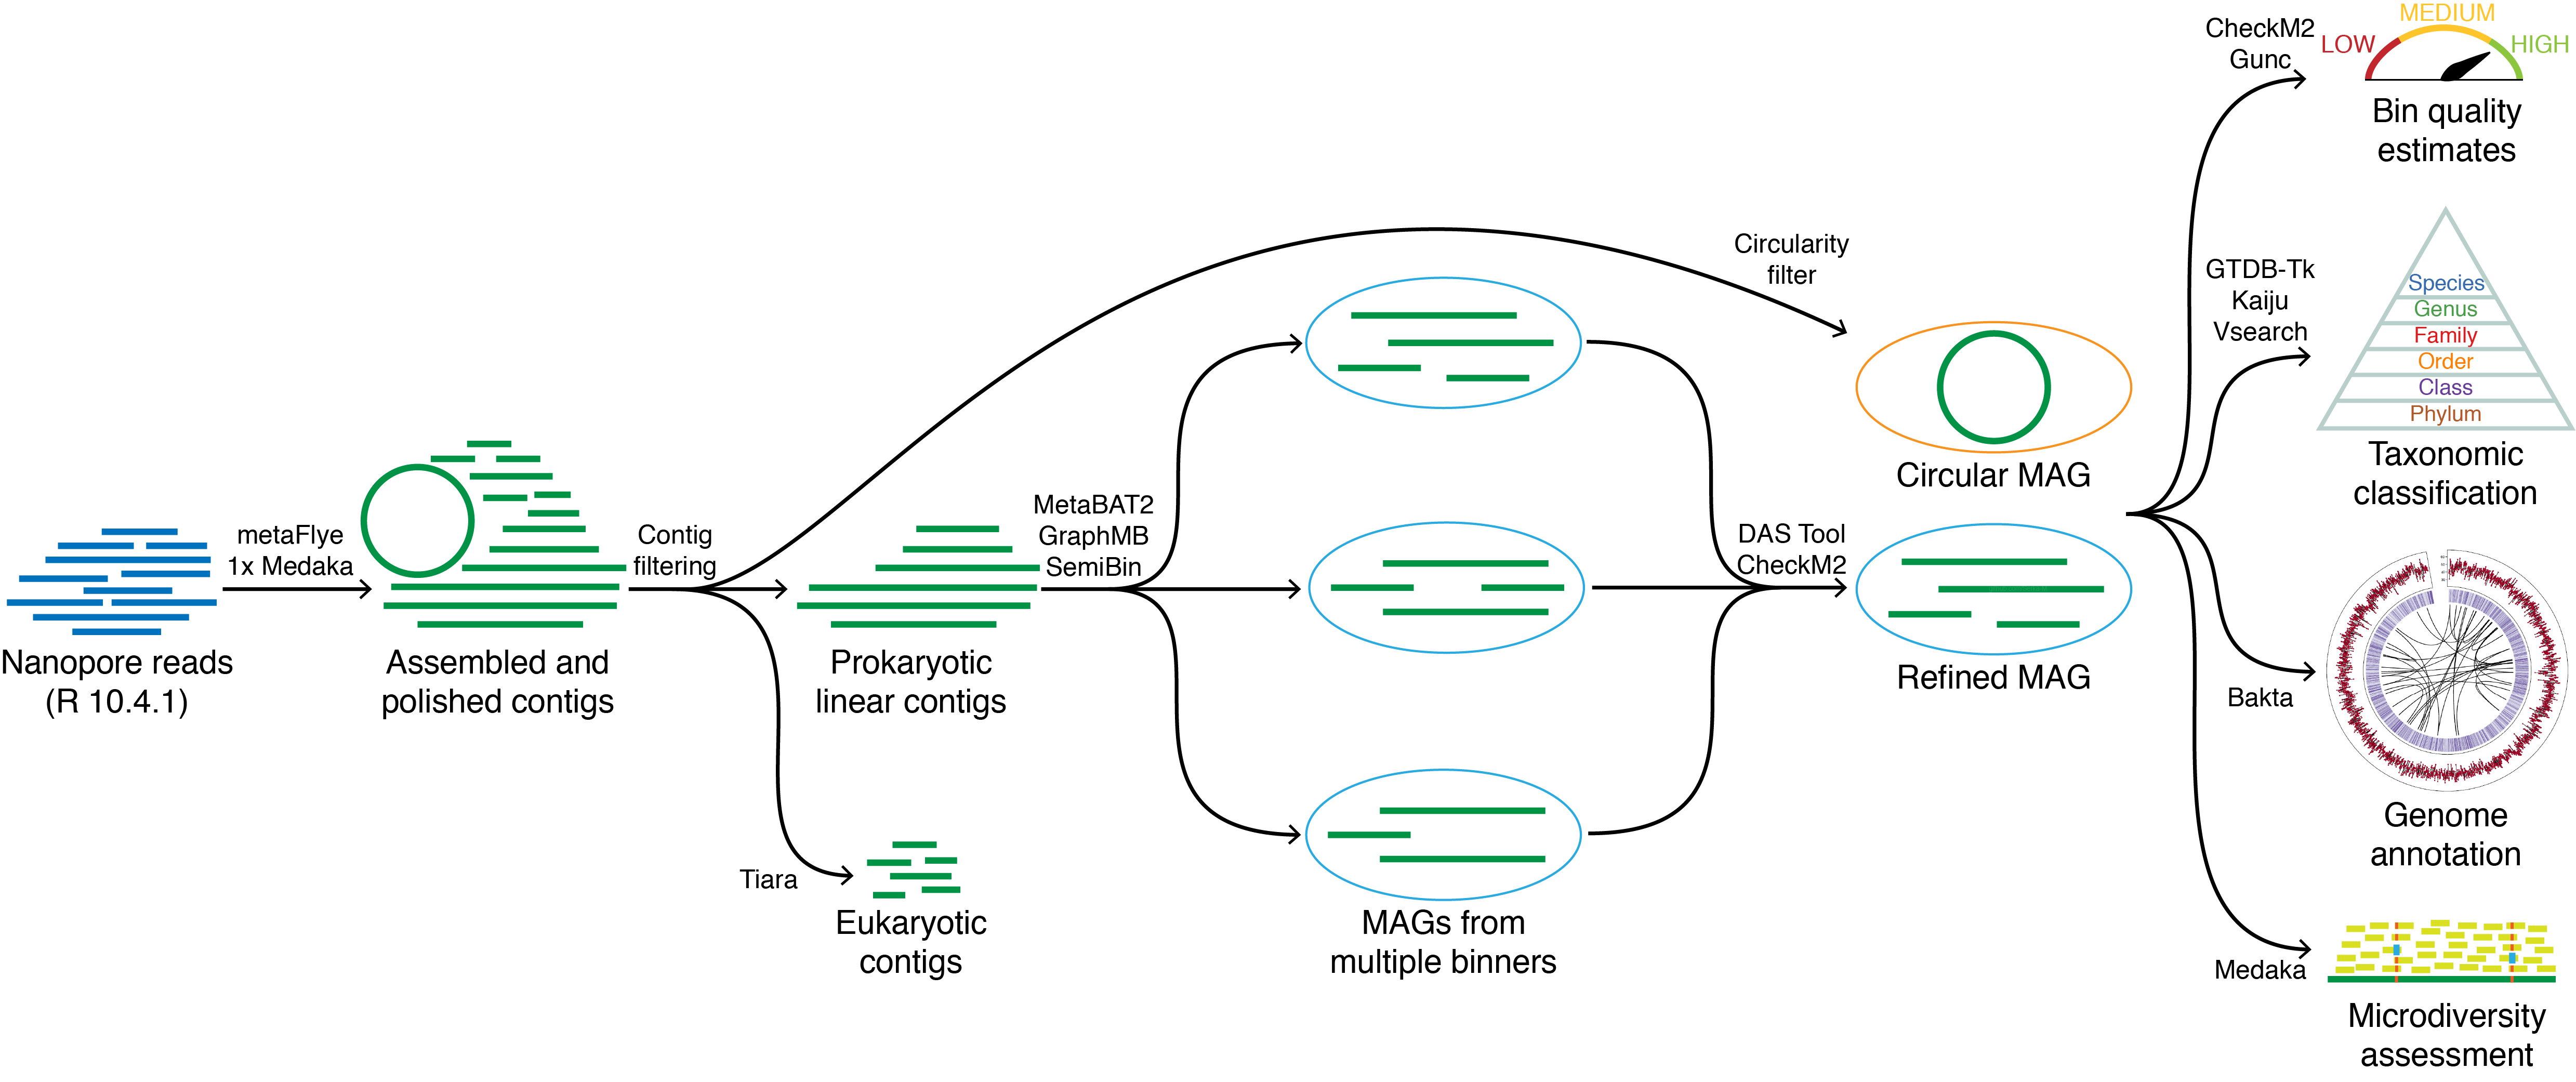 Nanopore reads
(R 10.4.1)
metaFlye
1x Medaka
Assembled and
polished contigs
Contig
filtering
Tiara
Eukaryotic
contigs
Prokaryotic
linear contigs
MetaBAT2
GraphMB
SemiBin
MAGs from
multiple binners
Circularity
filter
DAS Tool
CheckM2
Circular MAG
Refined MAG
CheckM2
Gunc
LOW
MEDIUM
HIGH
Bin quality
estimates
GTDB-Tk
Kaiju
Vsearch
Species
Genus
Family
Order
Class
Phylum
Taxonomic
classification
Bakta
Genome
annotation
Medaka
Microdiversity
assessment